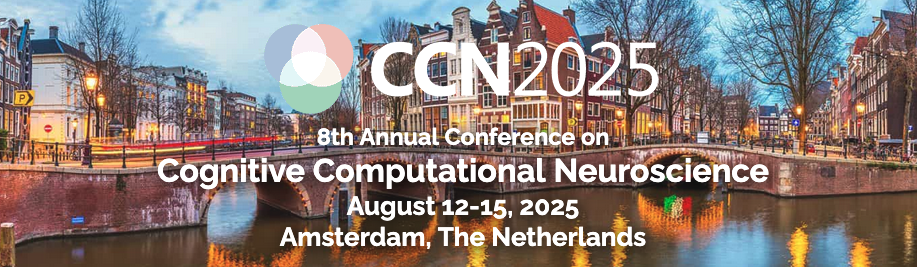 CCN2025
8th Annual Conference on
Cognitive Computational Neuroscience
August 12-15, 2025
Amsterdam, The Netherlands
P